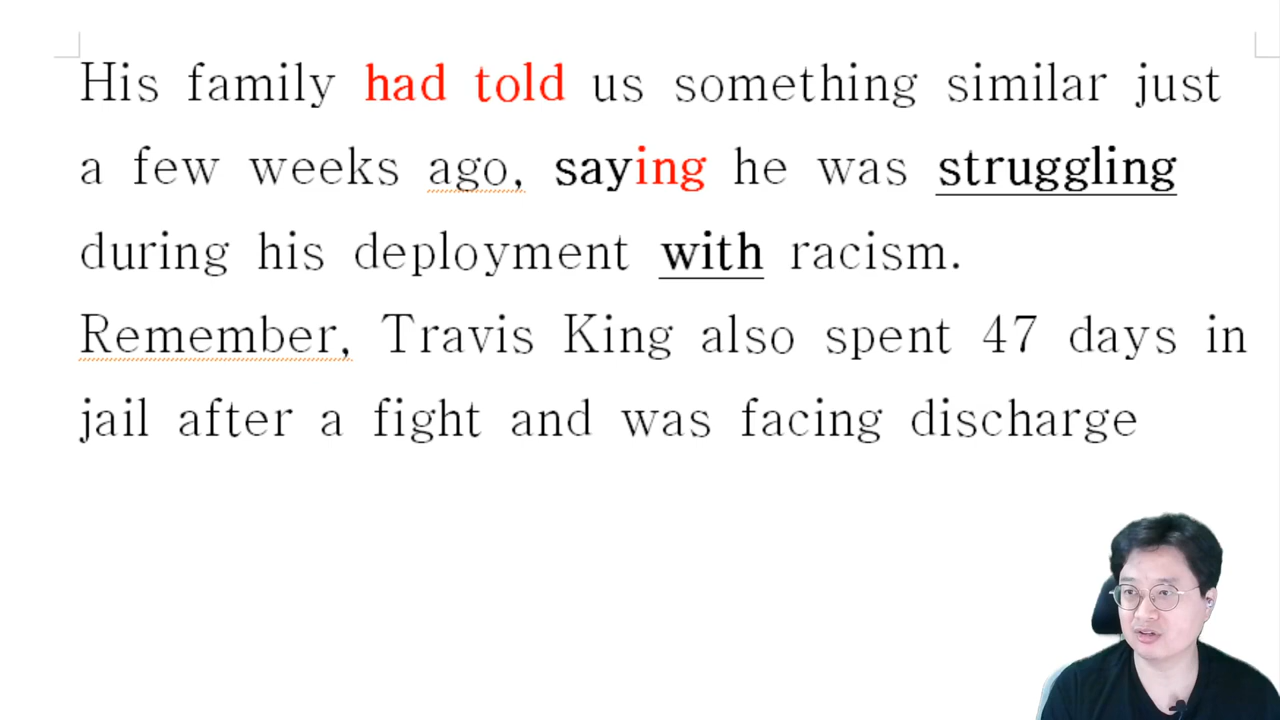 His family had told us something similar just
a few weeks ago, saying he was struggling
during his deployment with racism.
Remember, Travis King also spent 47 days in
jail after a fight and was facing discharge